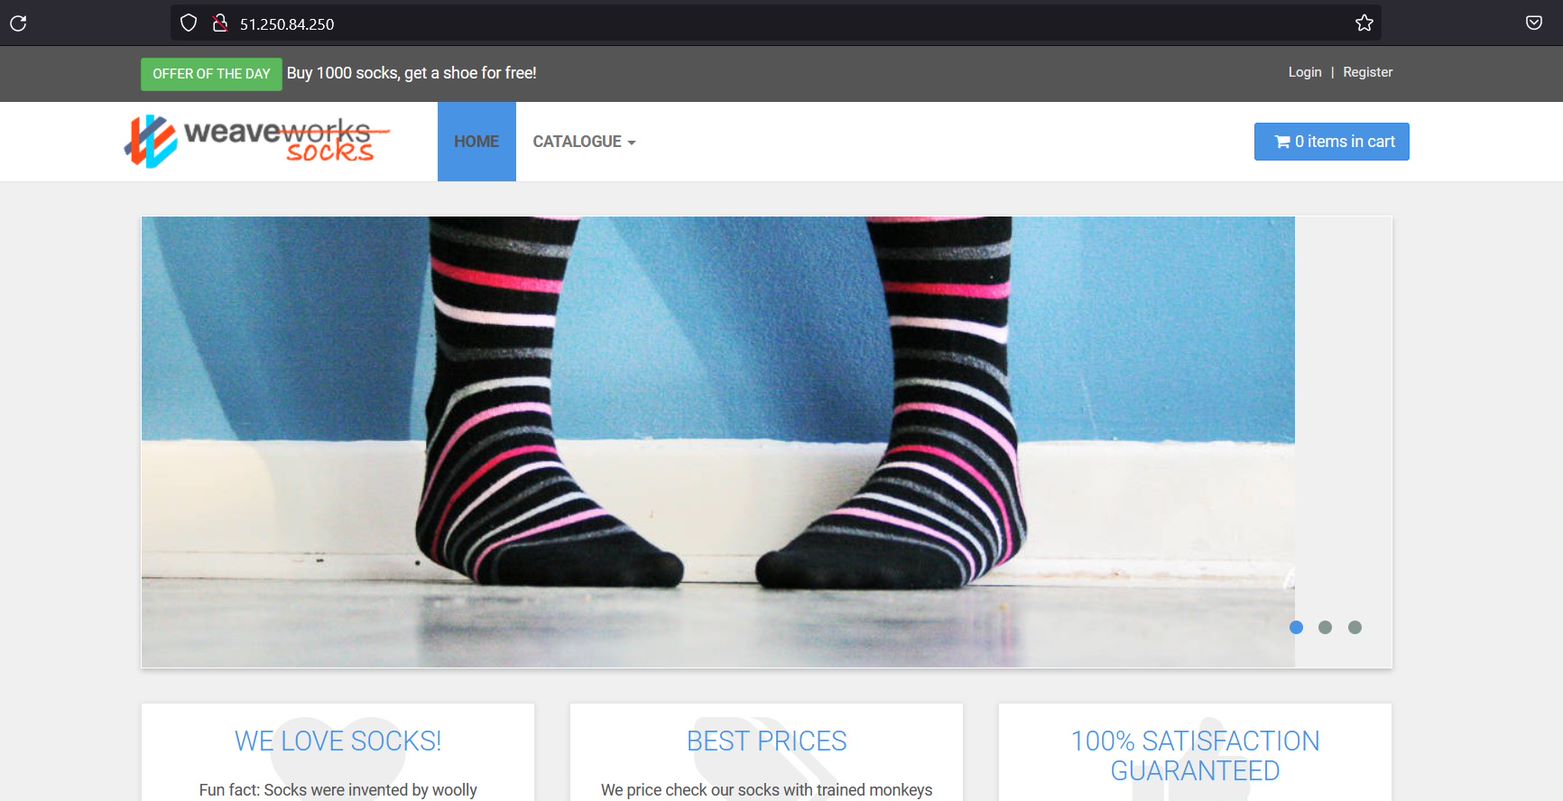 51.250.84.250
OFFER OF THE DAY Buy 1000 socks, get a shoe for free!
Login | Register
weaveworks
socks
HOME
CATALOGUE
0 items in cart
WE LOVE SOCKS!
Fun fact: Socks were invented by woolly
BEST PRICES
We price check our socks with trained monkeys
100% SATISFACTION
GUARANTEED